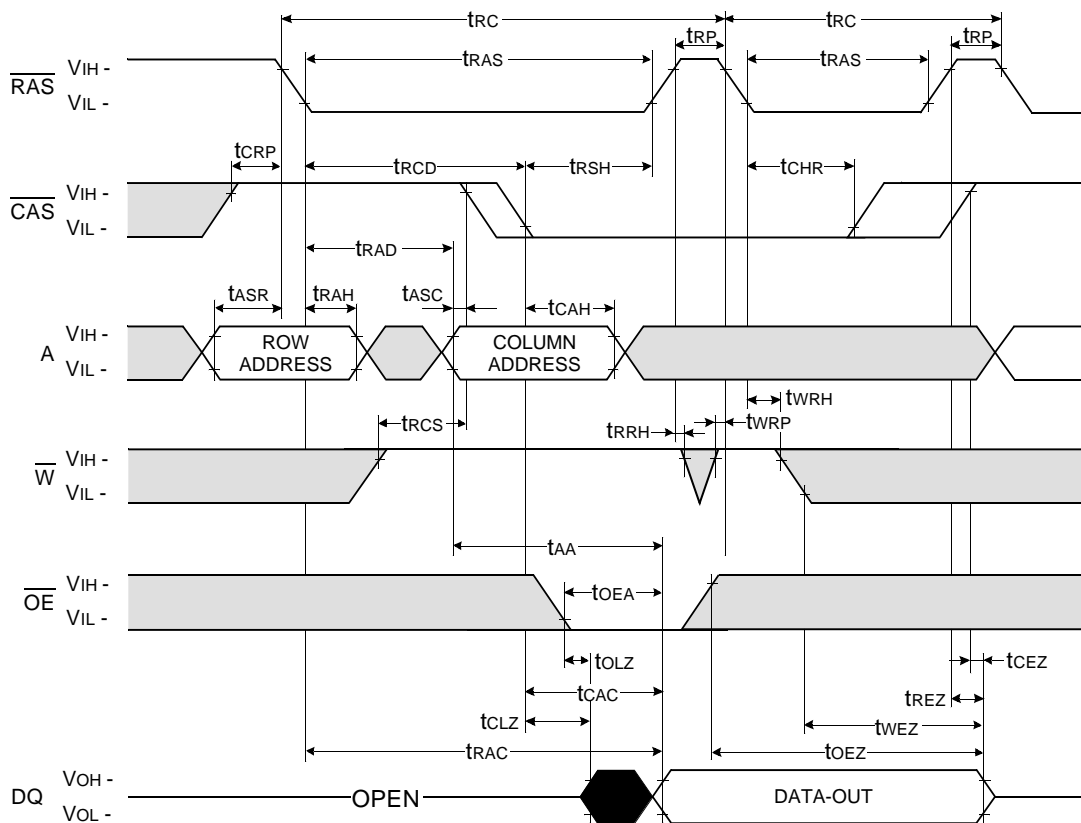 tRC tRC
tRP tRP
tRAS tRAS
RAS VIH -
VIL -
tCRP tRCD tRSH tCHR
CAS VIH -
VIL -
tRAD
tASR tRAH tASC tCAH
A VIH -
VIL -
ROW ADDRESS
COLUMN ADDRESS
tWRH
tRCS tRRH tWRP
W VIH -
VIL -
tAA
OE VIH -
VIL -
tOEA
tOLZ tCEZ
tCAC tREZ
tCLZ tWEZ
tRAC tOEZ
DQ VOH -
VOL -
OPEN DATA-OUT